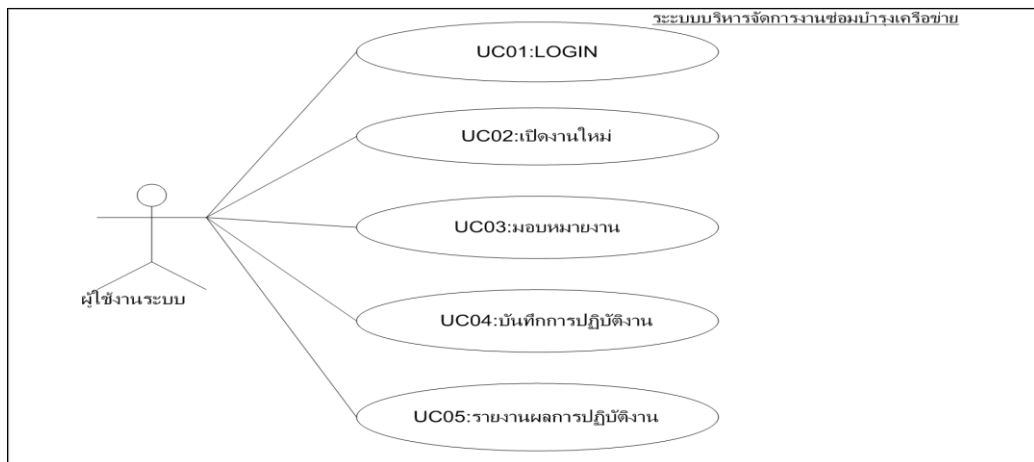 ระะบบบริหารจัดการงานซ่อมบำรุงเครือข่าย
UC01:LOGIN
UC02:เปิดงานใหม่
UC03:มอบหมายงาน
ผู้ใช้งานระบบ
UC04:บันทึกการปฏิบัติงาน
UC05:รายงานผลการปฏิบัติงาน